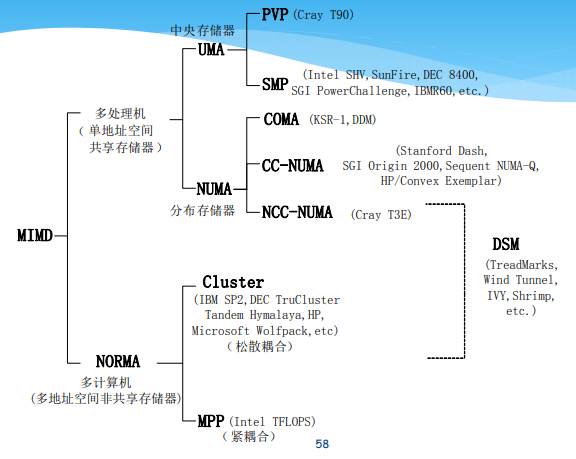 PVP (Cray T90)
中央存储器
UMA
SMP
(Intel SHV,SunFire,DEC 8400,
SGI PowerChallenge,IBMR60,etc.)
多处理机
( 单地址空间
共享存储器 )
COMA (KSR-1,DDM)
CC-NUMA
(Stanford Dash,
SGI Origin 2000,Sequent NUMA-Q,
HP/Convex Exemplar)
NUMA
分布存储器
NCC-NUMA (Cray T3E)
MIMD
DSM
(TreadMarks,
Wind Tunnel,
IVY,Shrimp,
etc.)
Cluster
(IBM SP2,DEC TruCluster
Tandem Hymalaya,HP,
Microsoft Wolfpack,etc)
(松散耦合)
NORMA
多计算机
(多地址空间非共享存储器)
MPP (Intel TFLOPS)
(紧耦合)
58